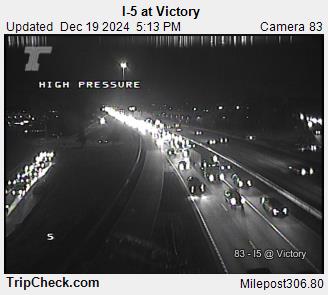 I-5 at Victory
Updated Dec 19 2024 5:13 PM Camera 83
T
HIGH PRESSURE
S
83 - I5 @ Victory
TripCheck.com Milepost306.80